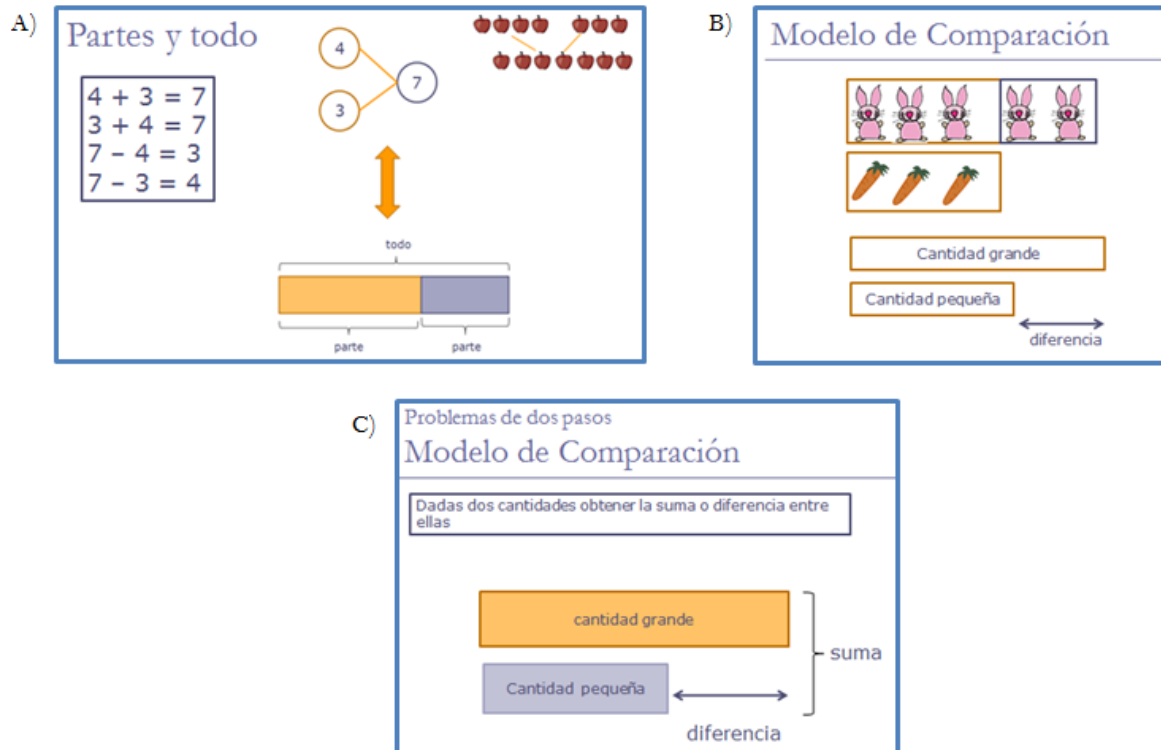 A)
Partes y todo
4 + 3 = 7
3 + 4 = 7
7 – 4 = 3
7 – 3 = 4
4
3
7
todo
parte
parte
B)
Modelo de Comparación
Cantidad grande
Cantidad pequeña
diferencia
C)
Problemas de dos pasos
Modelo de Comparación
Dadas dos cantidades obtener la suma o diferencia entre
ellas
cantidad grande
suma
Cantidad pequeña
diferencia